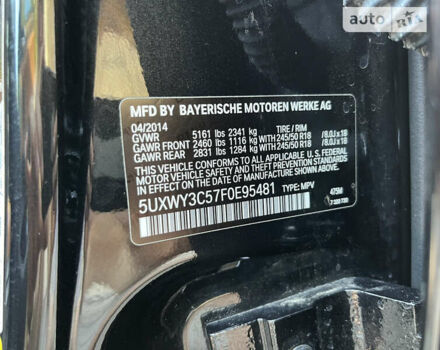 auto RIA
MFD BY BAYERISCHE MOTOREN WERKE AG
04/2014
GVWR 5161 lbs 2341 kg TIRE / RIM
GAWR FRONT 2460 lbs 1116 kg WITH 245/50 R18 / 8.0J x 18
GAWR REAR 2831 lbs 1284 kg WITH 245/50 R18 / 8.0J x 18
THIS VEHICLE CONFORMS TO ALL APPLICABLE FEDERAL
MOTOR VEHICLE SAFETY, BUMPER, AND THEFT PREVENTION
STANDARDS IN EFFECT ON THE DATE OF MANUFACTURE SHOWN ABOVE.
5UXWY3C57F0E95481 TYPE: MPV
475M